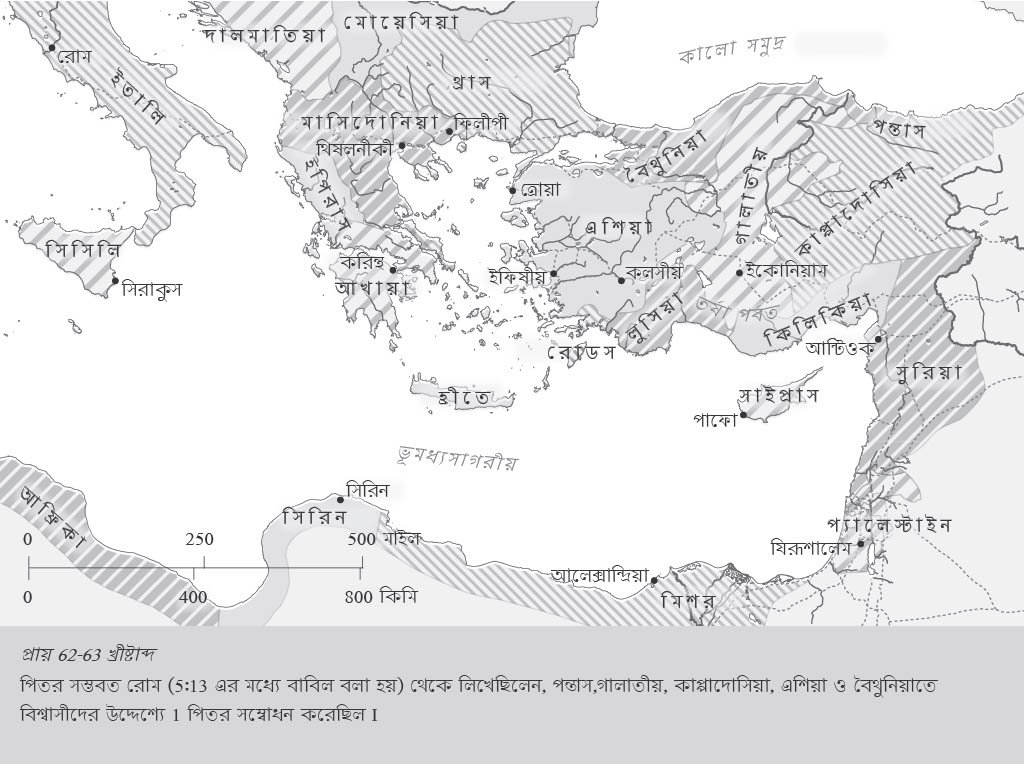 মোয়েসিয়া
দালমাতিয়া
কালো সমুদ্র
রোম
ইতালি
থ্রাস
মাসিদোনিয়া
ফিলীপী
থিষলনীকী
পন্তাস
বৈথুনিয়া
গালাতীয়
কাপ্পাদোসিয়া
ইপিরাস
ত্রোয়া
এশিয়া
সিসিলি
সিরাকুস
করিন্থ
আখায়া
ইফিষীয়
কলসীয়
ইকোনিয়াম
লুসিয়া
পর্বত
কিলিকিয়া
আন্টিওক
রোডস
সুরিয়া
ক্রীতে
সাইপ্রাস
পাফো
ভূমধ্যসাগরীয়
সিরিন
সিরিন
আফ্রিকা
প্যালেস্টাইন
যিরূশালেম
0 250 500 মাইল
0 400 800 কিমি
আলেক্সান্দ্রিয়া
মিশর
প্রায় 62-63 খ্রীষ্টাব্দ
পিতর সম্ভবত রোম (5:13 এর মধ্যে বাবিল বলা হয়) থেকে লিখেছিলেন, পন্তাস,গালাতীয়, কাপ্পাদোসিয়া, এশিয়া ও বৈথুনিয়াতে
বিশ্বাসীদের উদ্দেশ্যে 1 পিতর সম্বোধন করেছিল I